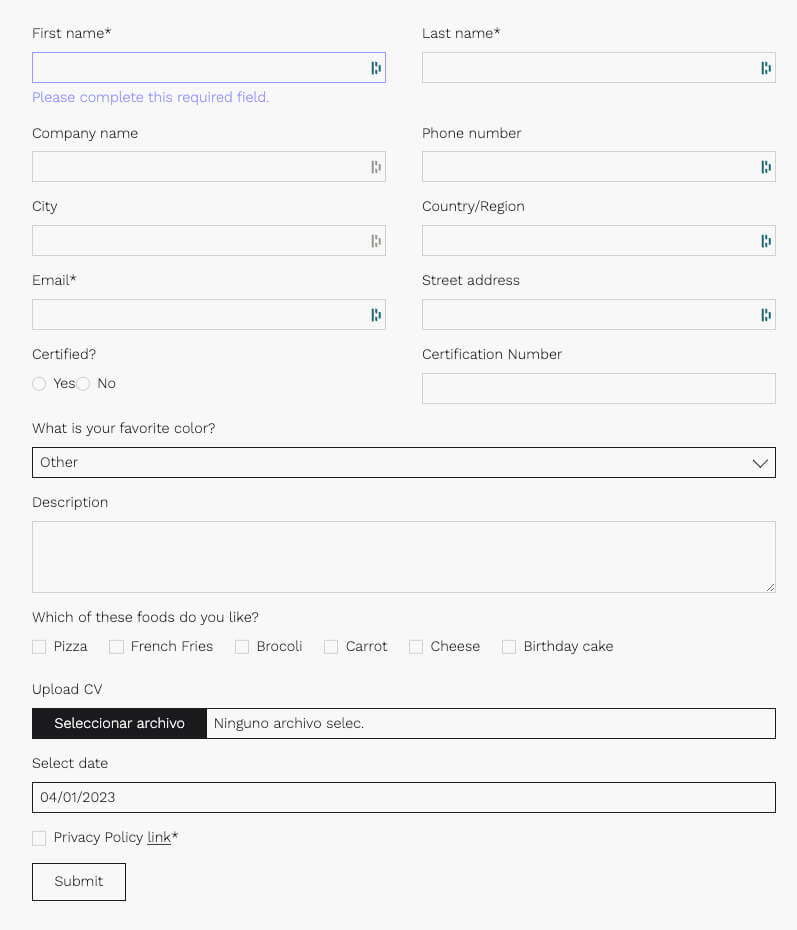 First name* Last name*
Please complete this required field.
Company name Phone number
City Country/Region
Email* Street address
Certified? Certification Number
Yes No
What is your favorite color?
Other
Description
Which of these foods do you like?
Pizza French Fries Brocoli Carrot Cheese Birthday cake
Upload CV
Seleccionar archivo Ninguno archivo selec.
Select date
04/01/2023
Privacy Policy link*
Submit